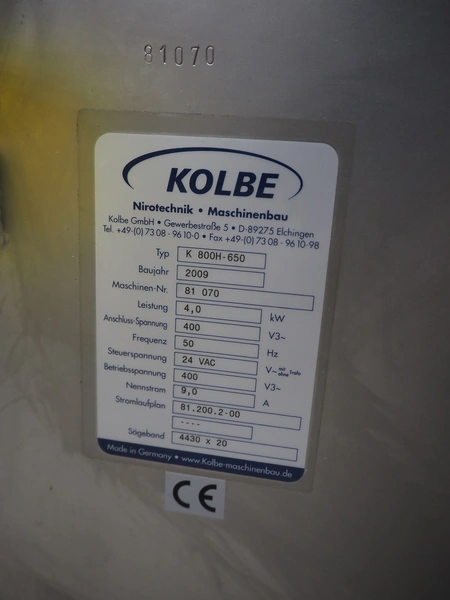 81070
KOLBE
Nirotechnik • Maschinenbau
Kolbe GmbH • Gewerbestraße 5 • D-89275 Elchingen
Tel. +49-(0) 73 08 - 96 10-0 • Fax +49-(0) 73 08 - 96 10-98
Typ K 800H-650
Baujahr 2009
Maschinen-Nr. 81 070
Leistung 4,0 kW
Anschluss-Spannung 400 V3~
Frequenz 50 Hz
Steuerspannung 24 VAC V~ mit ohne Trafo
Betriebsspannung 400 V3~
Nennstrom 9,0 A
Stromlaufplan 81.200.2-00
----
Sägeband 4430 x 20
Made in Germany • www.Kolbe-maschinenbau.de
CE